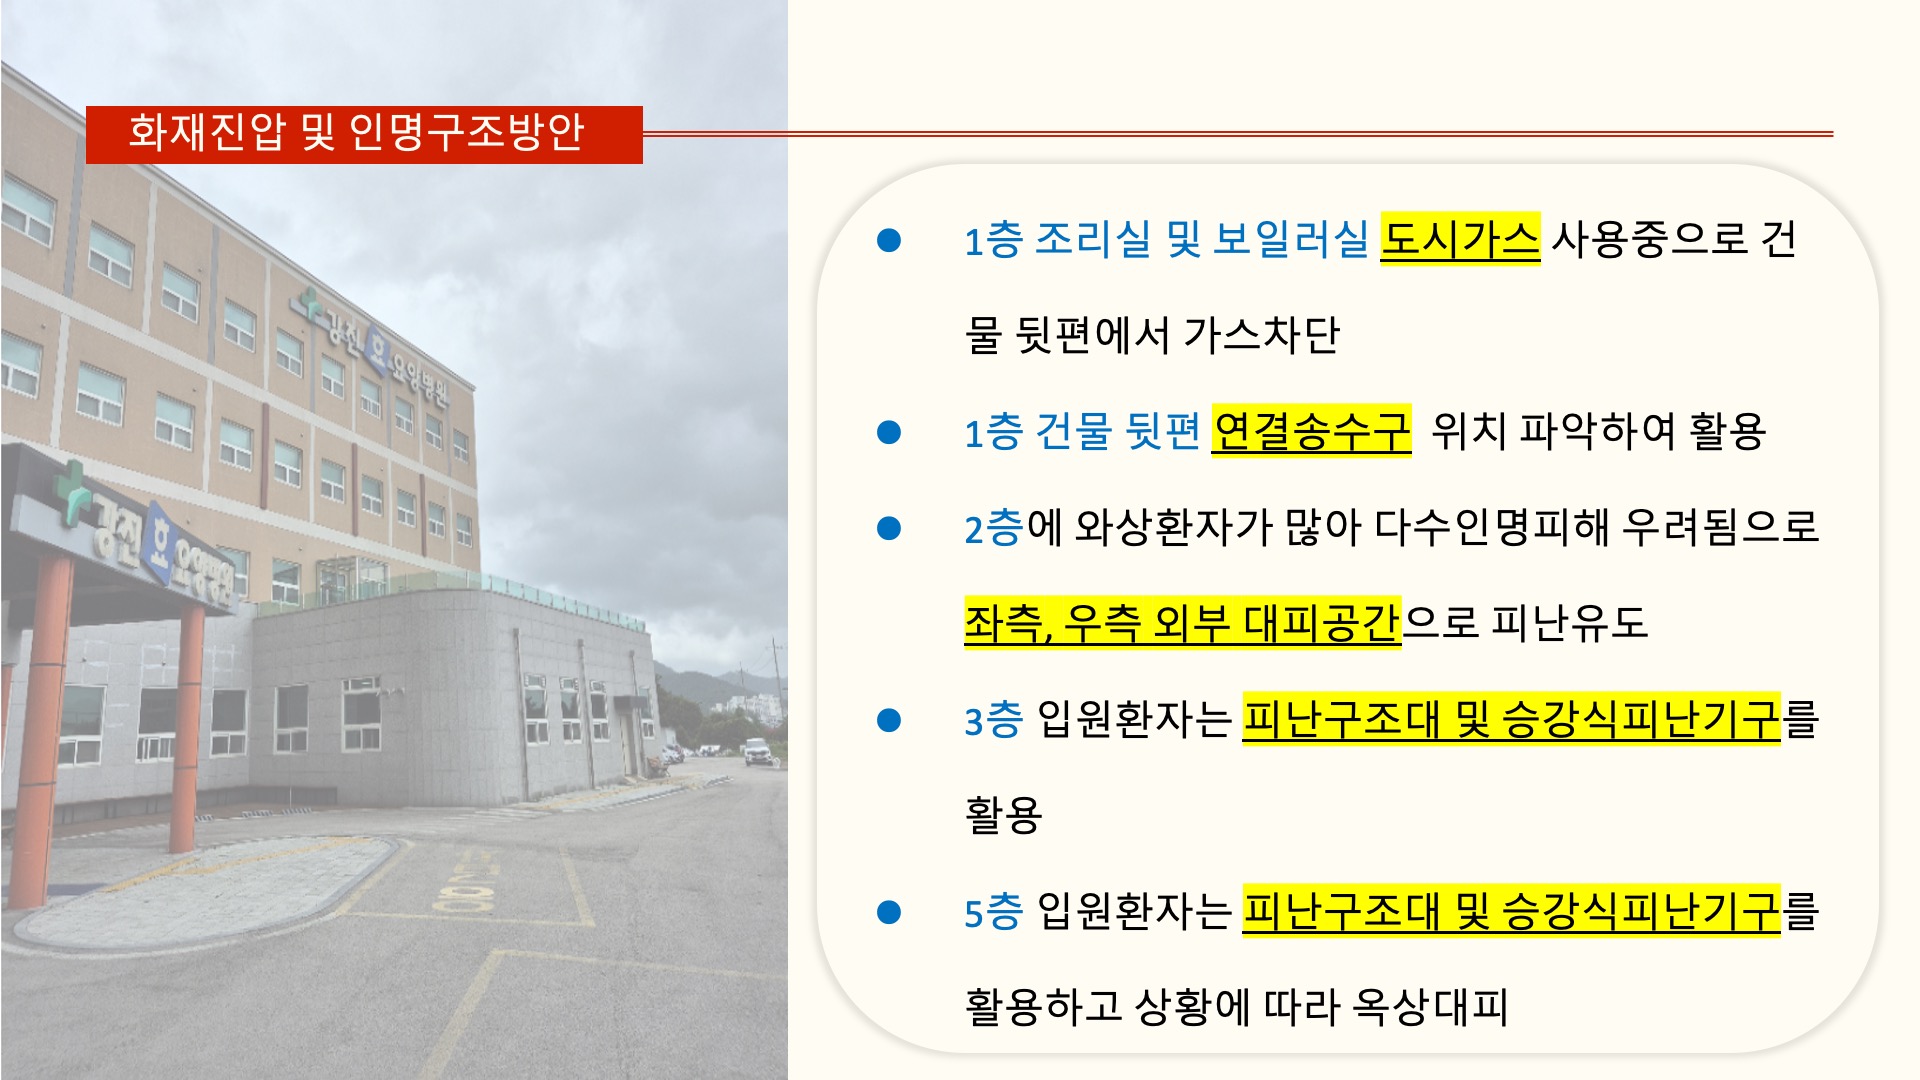 화재진압 및 인명구조방안
강진 효 요양병원
강진 효 요양병원
1층 조리실 및 보일러실 도시가스 사용중으로 건
물 뒷편에서 가스차단
1층 건물 뒷편 연결송수구 위치 파악하여 활용
2층에 와상환자가 많아 다수인명피해 우려됨으로
좌측, 우측 외부 대피공간으로 피난유도
3층 입원환자는 피난구조대 및 승강식피난기구를
활용
5층 입원환자는 피난구조대 및 승강식피난기구를
활용하고 상황에 따라 옥상대피